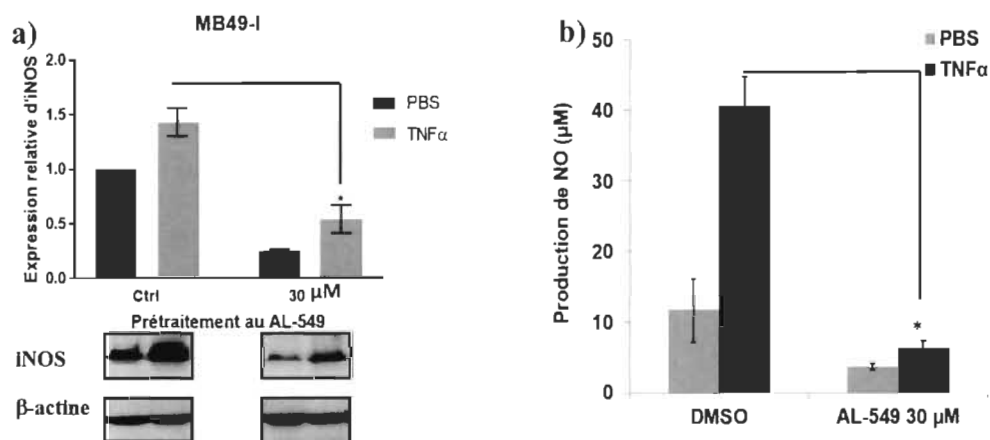 a)
MB49-I
Expression relative d'iNOS
2.0
1.5
1.0
0.5
0.0
PBS
TNFα
*
Ctrl
30 µM
Prétraitement au AL-549
iNOS
β-actine
b)
Production de NO (µM)
50
40
30
20
10
0
PBS
TNFα
*
DMSO
AL-549 30 µM